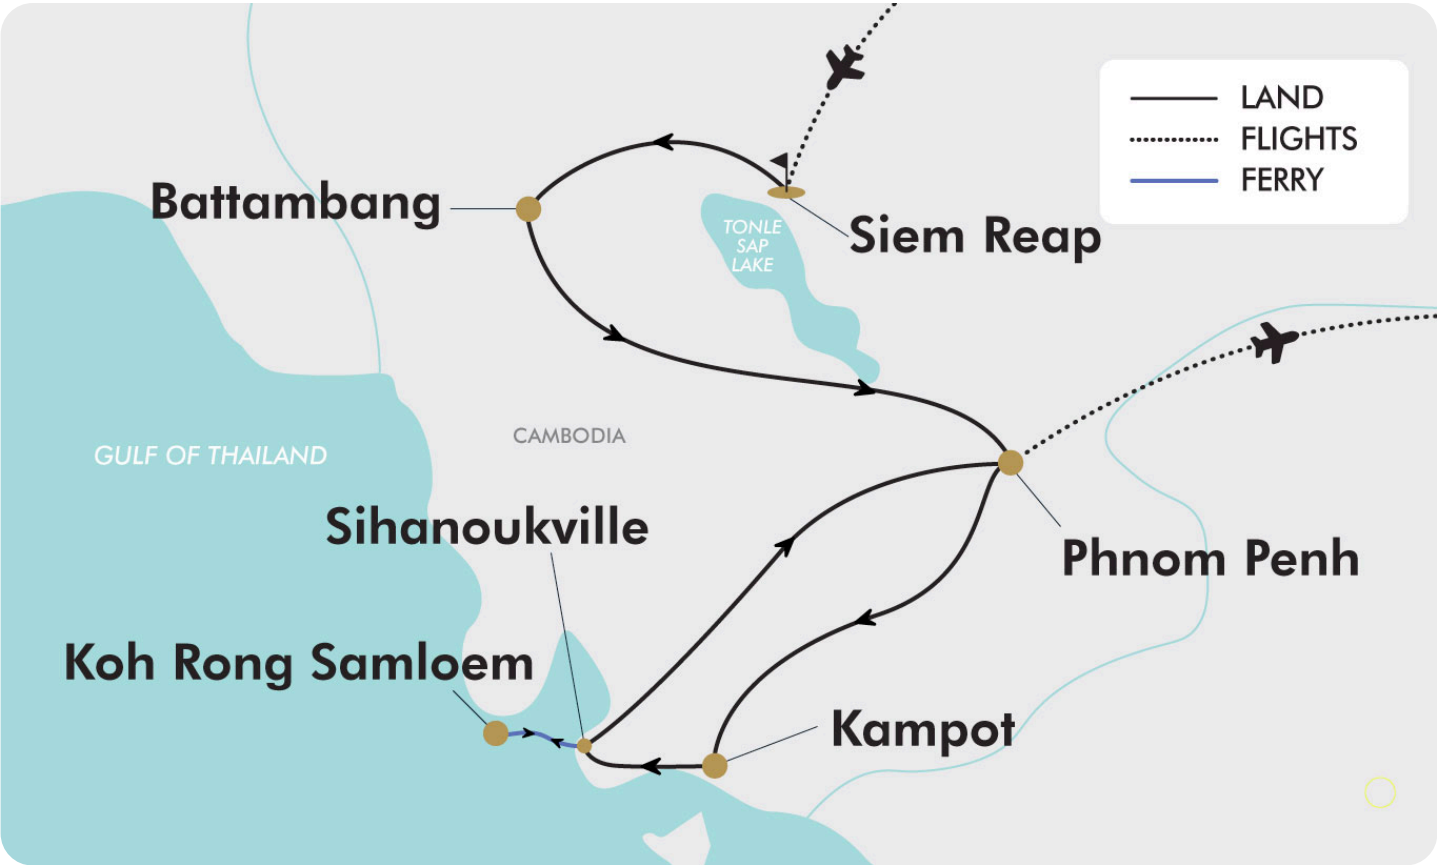 LAND
FLIGHTS
FERRY
Battambang
TONLE
SAP
LAKE
Siem Reap
CAMBODIA
GULF OF THAILAND
Sihanoukville
Phnom Penh
Koh Rong Samloem
Kampot